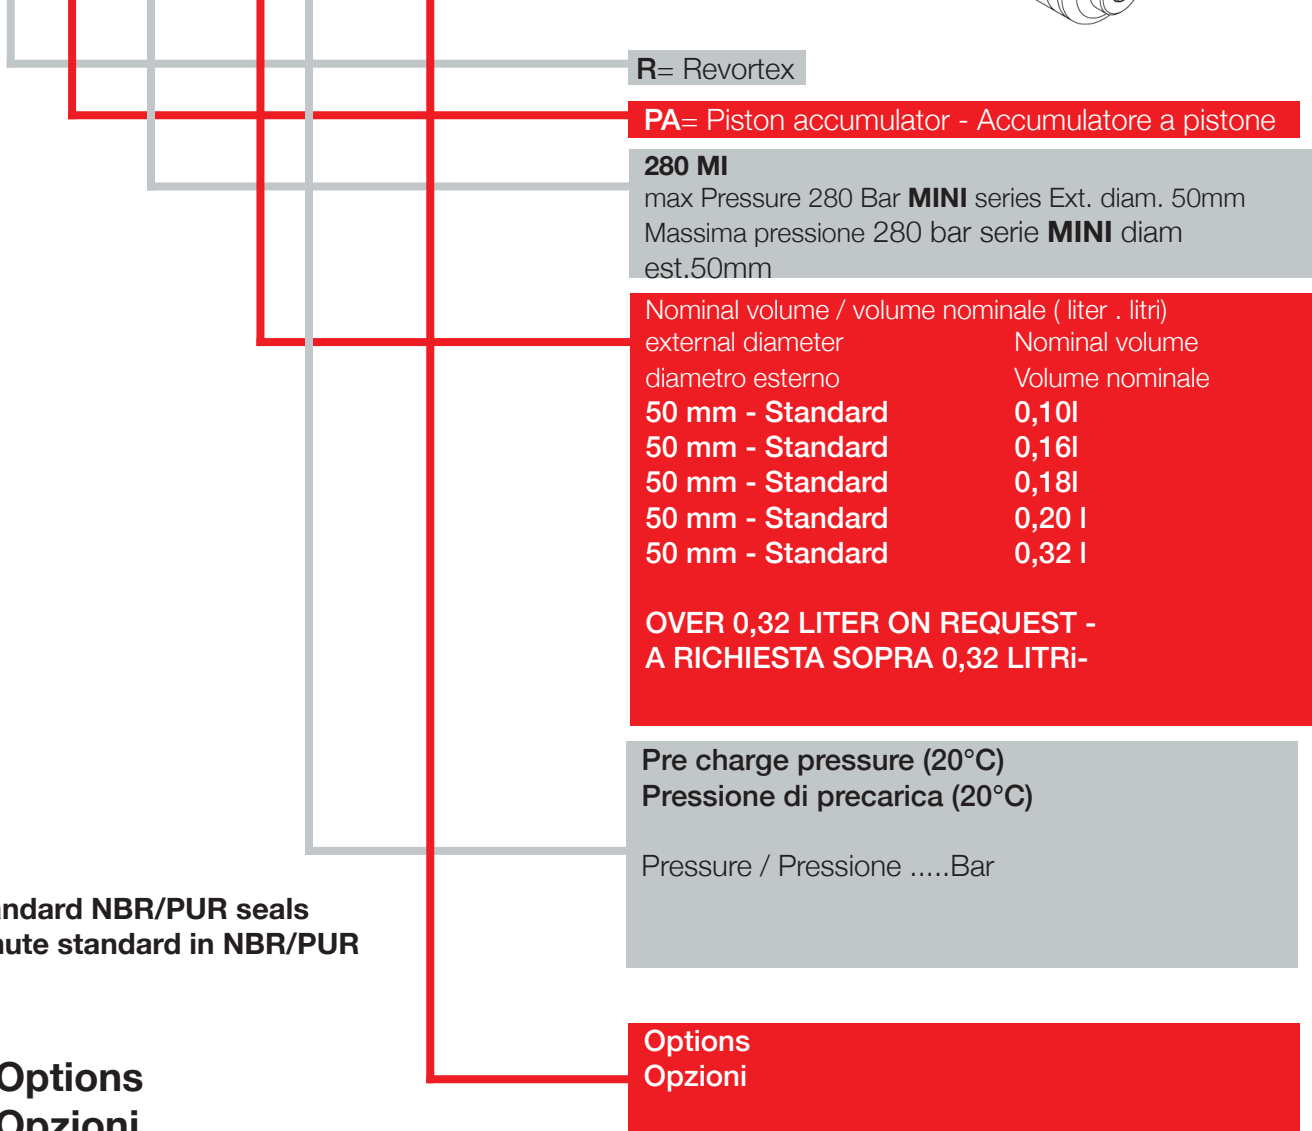 R= Revortex
PA= Piston accumulator - Accumulatore a pistone
280 MI
max Pressure 280 Bar MINI series Ext. diam. 50mm
Massima pressione 280 bar serie MINI diam
est.50mm
Nominal volume / volume nominale ( liter . litri)
external diameter Nominal volume
diametro esterno Volume nominale
50 mm - Standard 0,10l
50 mm - Standard 0,16l
50 mm - Standard 0,18l
50 mm - Standard 0,20 l
50 mm - Standard 0,32 l
OVER 0,32 LITER ON REQUEST -
A RICHIESTA SOPRA 0,32 LITRi-
Pre charge pressure (20°C)
Pressione di precarica (20°C)
Pressure / Pressione .....Bar
NBR/PUR seals
standard in NBR/PUR
Options
Opzioni
Options
Opzioni